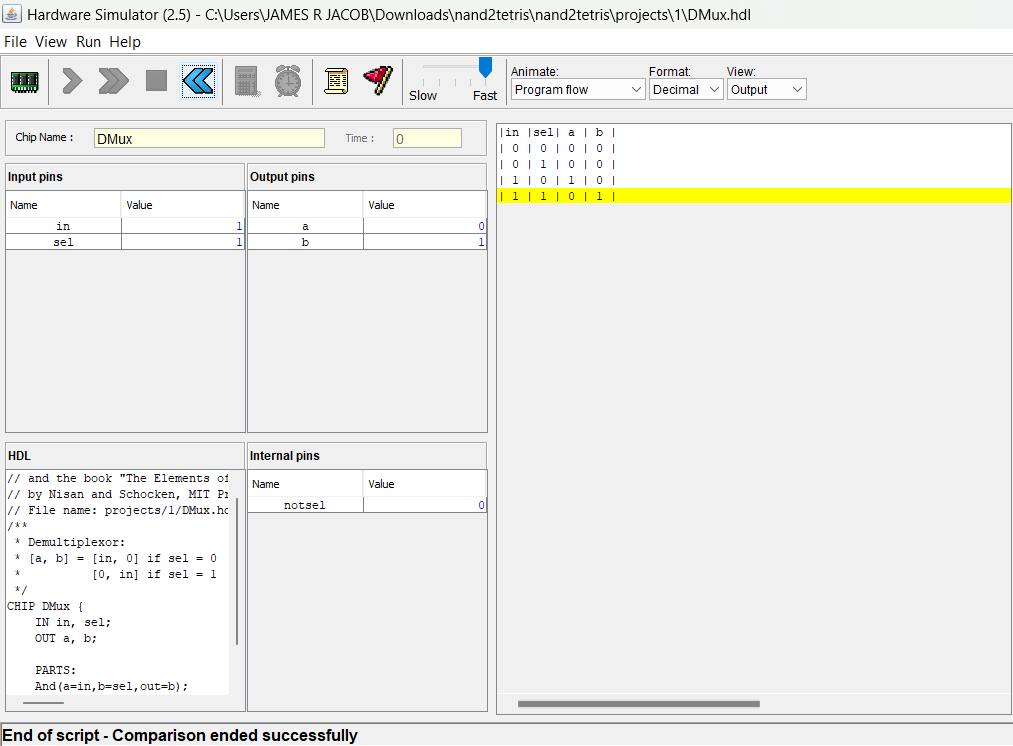 Hardware Simulator (2.5) - C:\Users\JAMES R JACOB\Downloads\nand2tetris\nand2tetris\projects\1\DMux.hdl
File View Run Help
Slow Fast
Animate: Format: View:
Program flow Decimal Output
Chip Name : DMux Time : 0
Input pins
Name Value
in 1
sel 1
Output pins
Name Value
a 0
b 1
HDL
// and the book "The Elements of
// by Nisan and Schocken, MIT Pr
// File name: projects/1/DMux.hd
/**
* Demultiplexor:
* [a, b] = [in, 0] if sel = 0
* [0, in] if sel = 1
*/
CHIP DMux {
IN in, sel;
OUT a, b;
PARTS:
And(a=in,b=sel,out=b);
Internal pins
Name Value
notsel 0
|in |sel| a | b |
| 0 | 0 | 0 | 0 |
| 0 | 1 | 0 | 0 |
| 1 | 0 | 1 | 0 |
| 1 | 1 | 0 | 1 |
End of script - Comparison ended successfully